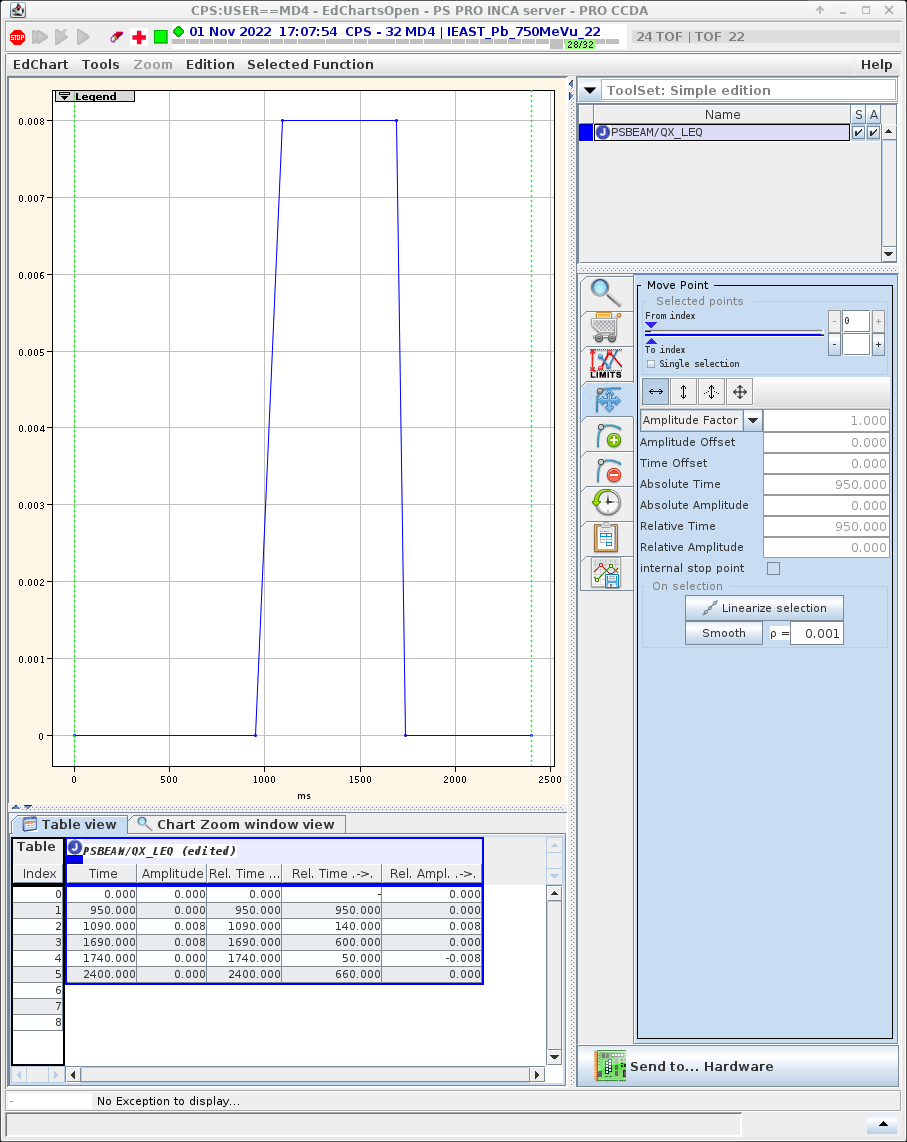 CPS:USER==MD4 - EdChartsOpen - PS PRO INCA server - PRO CCDA
STOP 01 Nov 2022 17:07:54 CPS - 32 MD4 | IEAST_Pb_750MeVu_22 24 TOF | TOF 22
28/32
EdChart Tools Zoom Edition Selected Function Help
Legend
0.008
0.007
0.006
0.005
0.004
0.003
0.002
0.001
0
0 500 1000 1500 2000 2500
ms
ToolSet: Simple edition
Name S A
J PSBEAM/QX_LEQ
LIMITS
Move Point
Selected points
From index
- 0 +
To index
- +
Single selection
Amplitude Factor 1.000
Amplitude Offset 0.000
Time Offset 0.000
Absolute Time 950.000
Absolute Amplitude 0.000
Relative Time 950.000
Relative Amplitude 0.000
internal stop point
On selection
Linearize selection
Smooth ρ = 0.001
Table view Chart Zoom window view
Table J PSBEAM/QX_LEQ (edited)
Index Time Amplitude Rel. Time ... Rel. Time .->. Rel. Ampl. .->.
0 0.000 0.000 0.000 - 0.000
1 950.000 0.000 950.000 950.000 0.000
2 1090.000 0.008 1090.000 140.000 0.008
3 1690.000 0.008 1690.000 600.000 0.000
4 1740.000 0.000 1740.000 50.000 -0.008
5 2400.000 0.000 2400.000 660.000 0.000
6
7
8
Send to... Hardware
- No Exception to display...